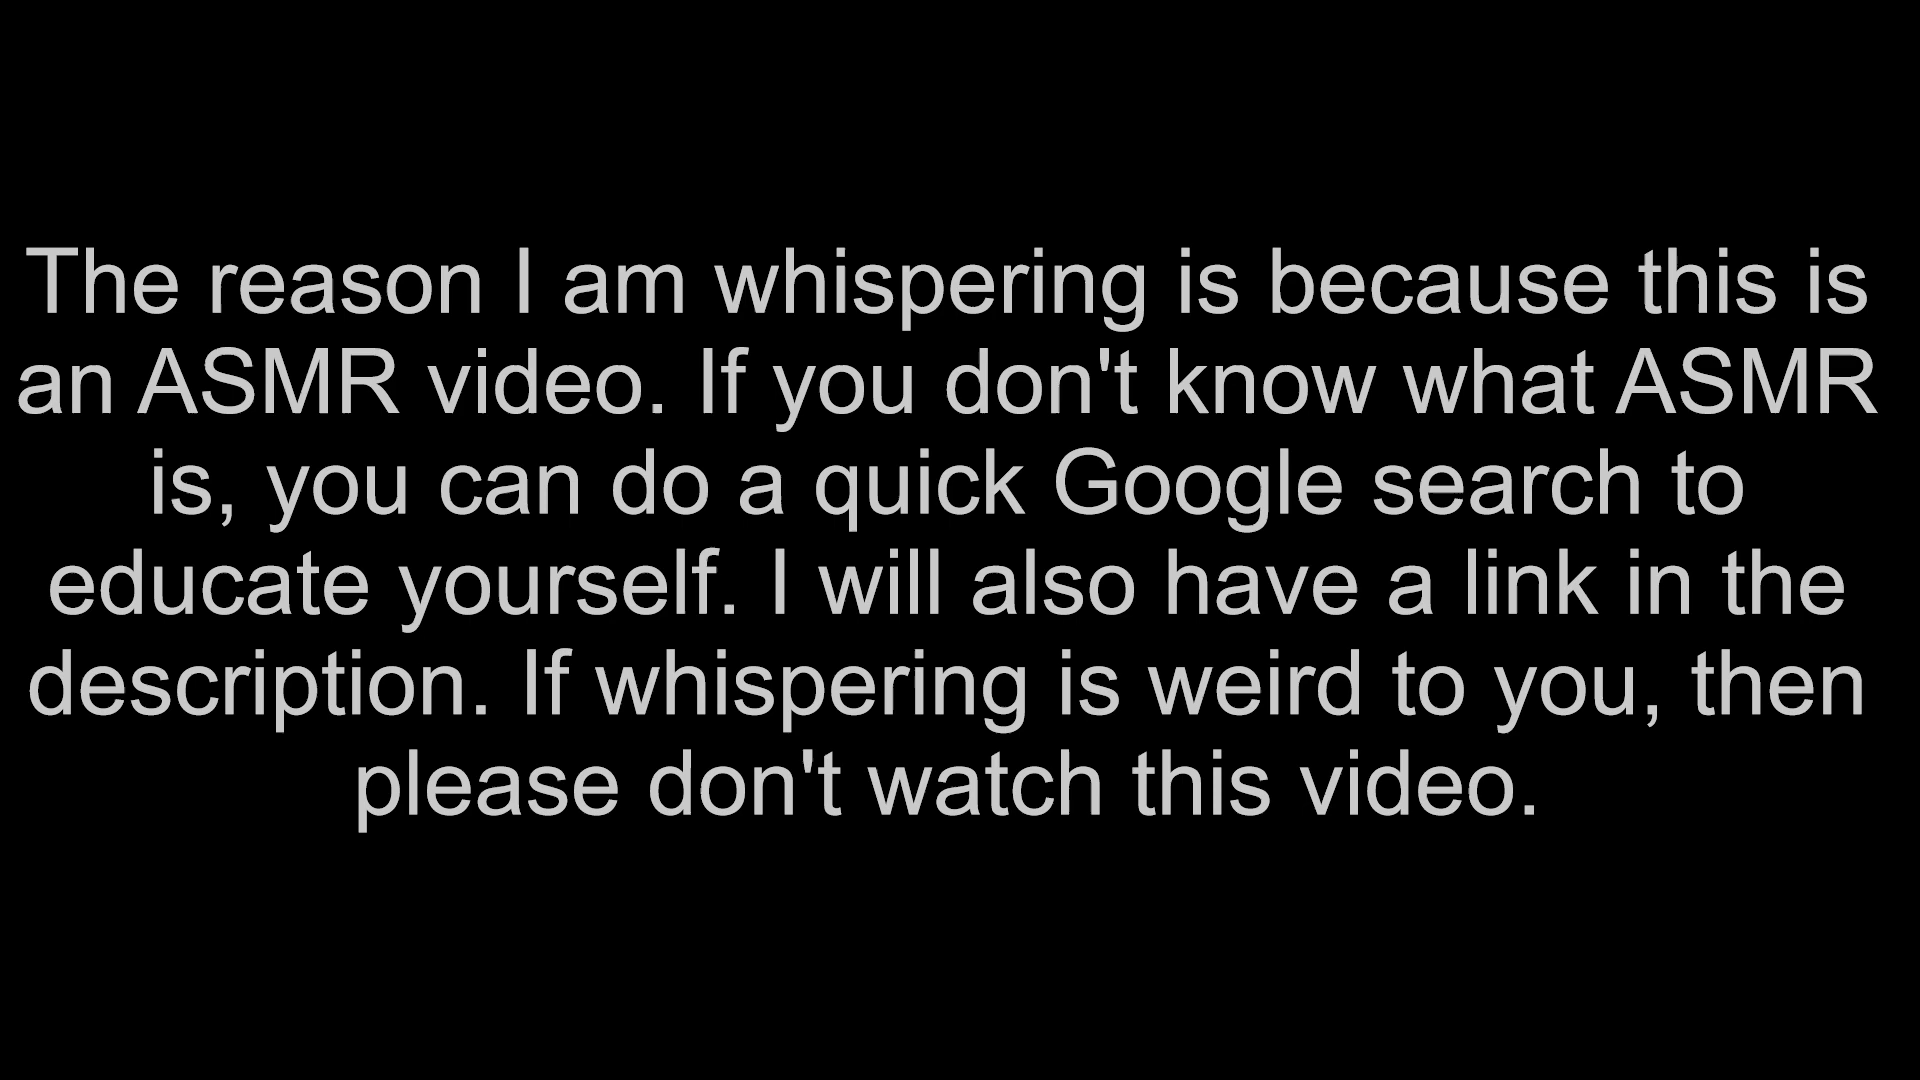 The reason I am whispering is because this is
an ASMR video. If you don't know what ASMR
is, you can do a quick Google search to
educate yourself. I will also have a link in the
description. If whispering is weird to you, then
please don't watch this video.